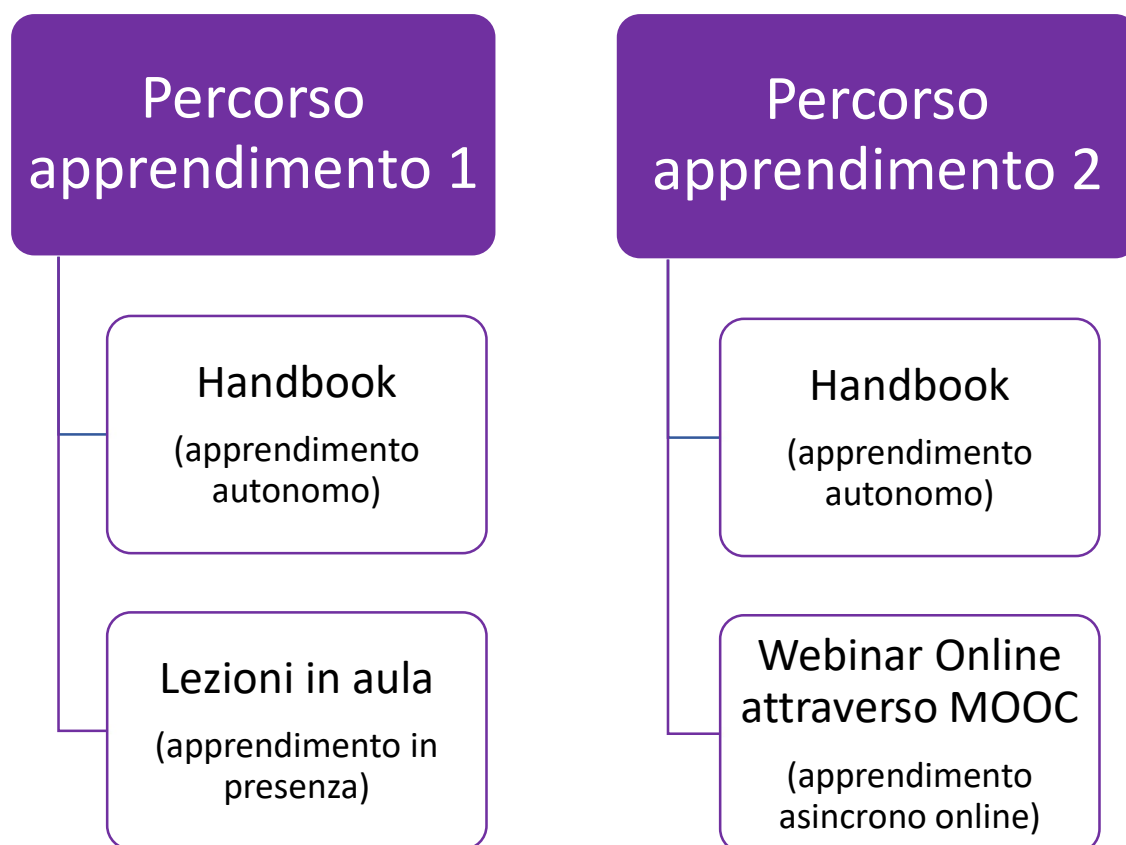 Percorso
apprendimento 1
Handbook
(apprendimento
autonomo)
Lezioni in aula
(apprendimento in
presenza)
Percorso
apprendimento 2
Handbook
(apprendimento
autonomo)
Webinar Online
attraverso MOOC
(apprendimento
asincrono online)